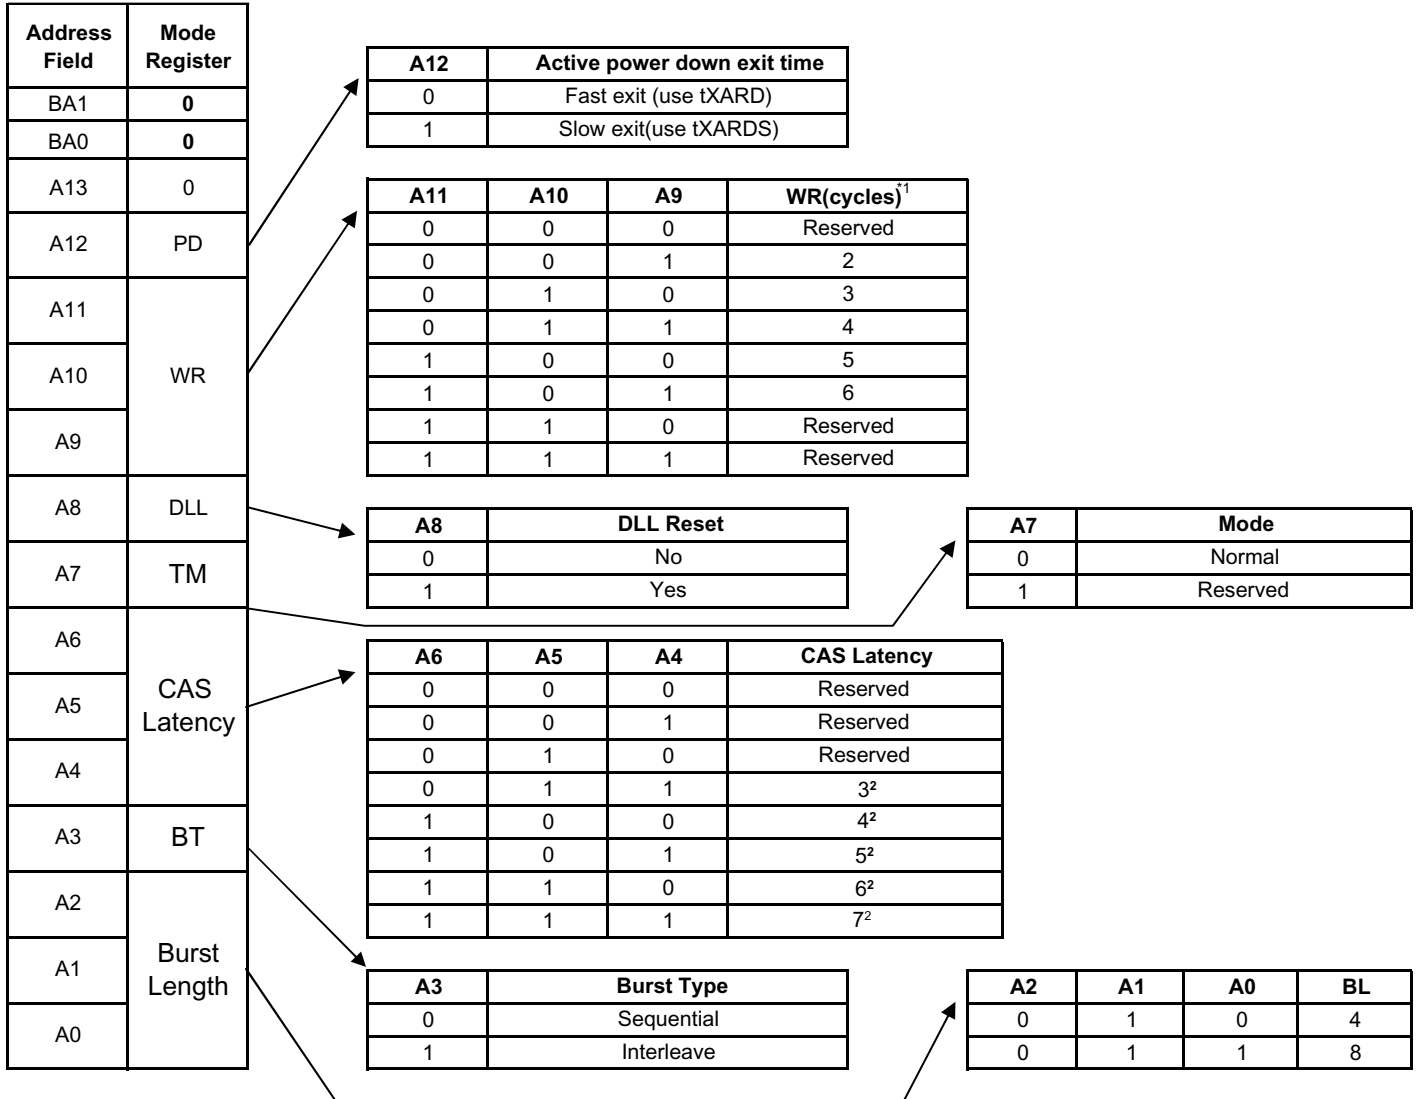 Address Field Mode Register
BA1 0
BA0 0
A13 0
A12 PD
A11
A10 WR
A9
A8 DLL
A7 TM
A6
A5 CAS Latency
A4
A3 BT
A2
A1 Burst Length
A0
A12 Active power down exit time
0 Fast exit (use tXARD)
1 Slow exit(use tXARDS)
A11 A10 A9 WR(cycles)*1
0 0 0 Reserved
0 0 1 2
0 1 0 3
0 1 1 4
1 0 0 5
1 0 1 6
1 1 0 Reserved
1 1 1 Reserved
A8 DLL Reset
0 No
1 Yes
A7 Mode
0 Normal
1 Reserved
A6 A5 A4 CAS Latency
0 0 0 Reserved
0 0 1 Reserved
0 1 0 Reserved
0 1 1 3²
1 0 0 4²
1 0 1 5²
1 1 0 6²
1 1 1 7²
A3 Burst Type
0 Sequential
1 Interleave
A2 A1 A0 BL
0 1 0 4
0 1 1 8